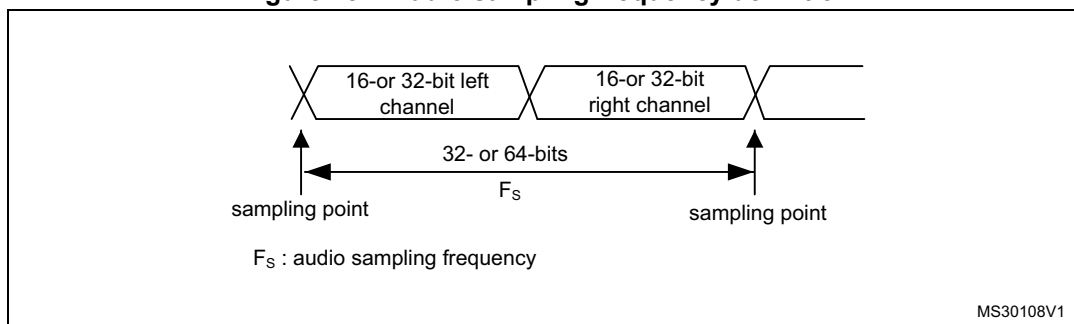 16-or 32-bit left
channel
16-or 32-bit
right channel
32- or 64-bits
FS
sampling point
sampling point
FS : audio sampling frequency
MS30108V1